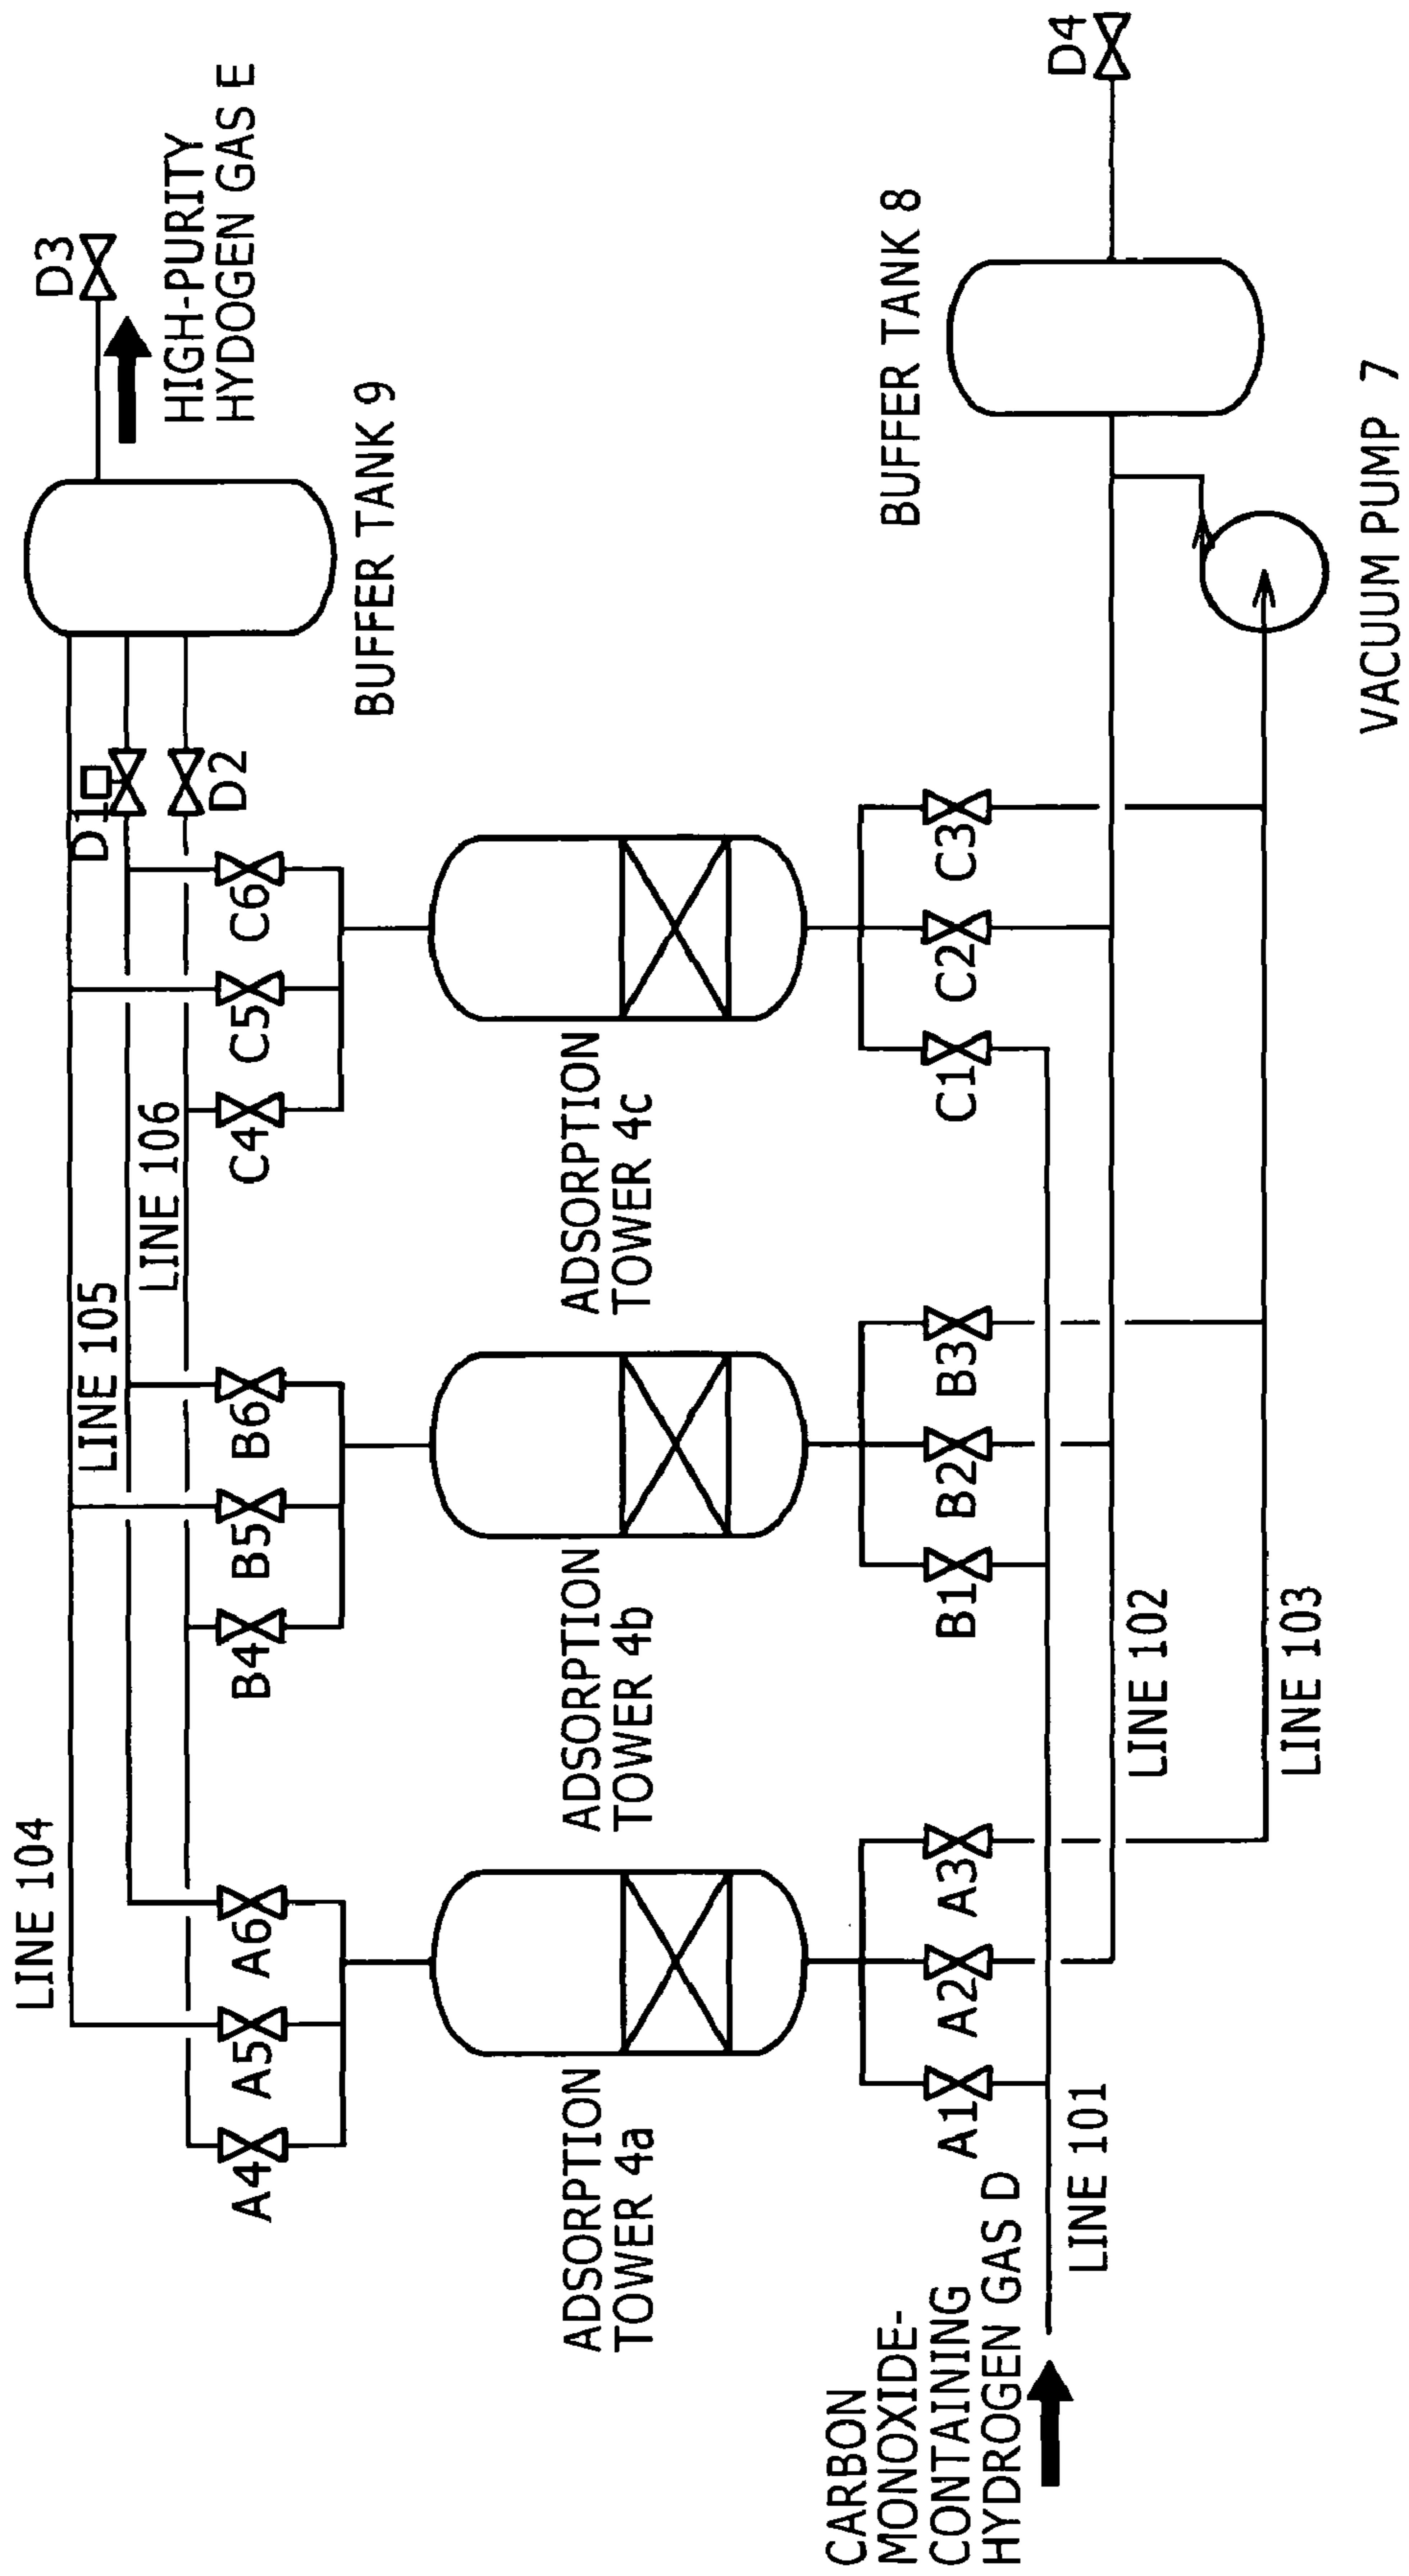 LINE 104
LINE 105
LINE 106
D1
D2
D3
HIGH-PURITY
HYDOGEN GAS E
BUFFER TANK 9
A4
A5
A6
B4
B5
B6
C4
C5
C6
ADSORPTION
TOWER 4a
ADSORPTION
TOWER 4b
ADSORPTION
TOWER 4c
A1
A2
A3
B1
B2
B3
C1
C2
C3
CARBON
MONOXIDE-
CONTAINING
HYDROGEN GAS D
LINE 101
LINE 102
LINE 103
BUFFER TANK 8
D4
VACUUM PUMP 7